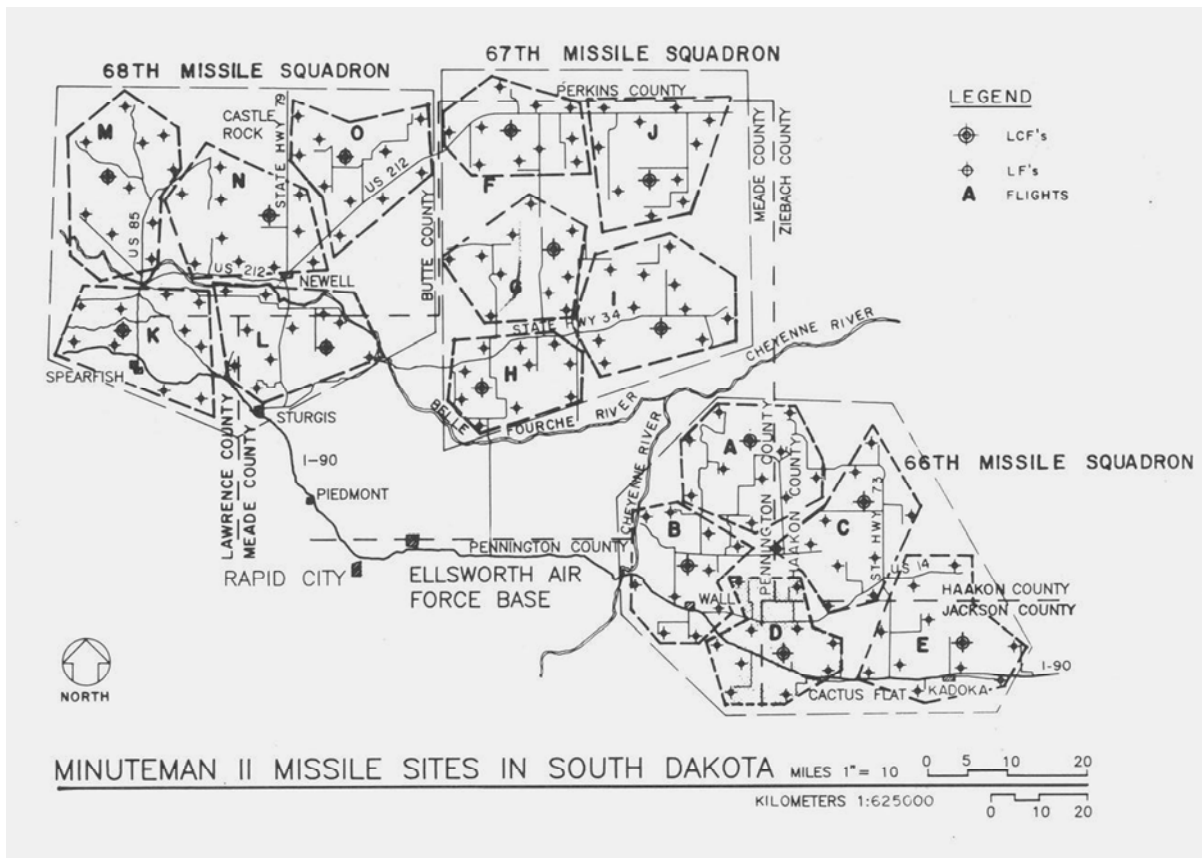 67TH MISSILE SQUADRON
68TH MISSILE SQUADRON
PERKINS COUNTY
LEGEND
LCF's
LF's
A FLIGHTS
M
CASTLE
ROCK
STATE HWY 79
O
F
J
MEADE COUNTY
ZIEBACH COUNTY
N
US 212
US 85
US 212
NEWELL
BUTTE COUNTY
G
I
STATE HWY 34
CHEYENNE RIVER
K
L
H
SPEARFISH
STURGIS
BELLE FOURCHE RIVER
LAWRENCE COUNTY
MEADE COUNTY
I-90
PIEDMONT
CHEYENNE RIVER
A
PENNINGTON COUNTY
HAAKON COUNTY
66TH MISSILE SQUADRON
B
C
ST HWY 73
PENNINGTON COUNTY
RAPID CITY
ELLSWORTH AIR
FORCE BASE
WALL
US 14
HAAKON COUNTY
JACKSON COUNTY
D
E
I-90
CACTUS FLAT
KADOKA
NORTH
MINUTEMAN II MISSILE SITES IN SOUTH DAKOTA MILES 1"= 10 0 5 10 20
KILOMETERS 1:625000 0 10 20